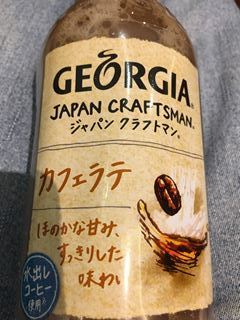 GEORGIA®
JAPAN CRAFTSMAN®
ジャパン クラフトマン®
カフェラテ
ほのかな甘み、
すっきりした
味わい
水出し
コーヒー
使用